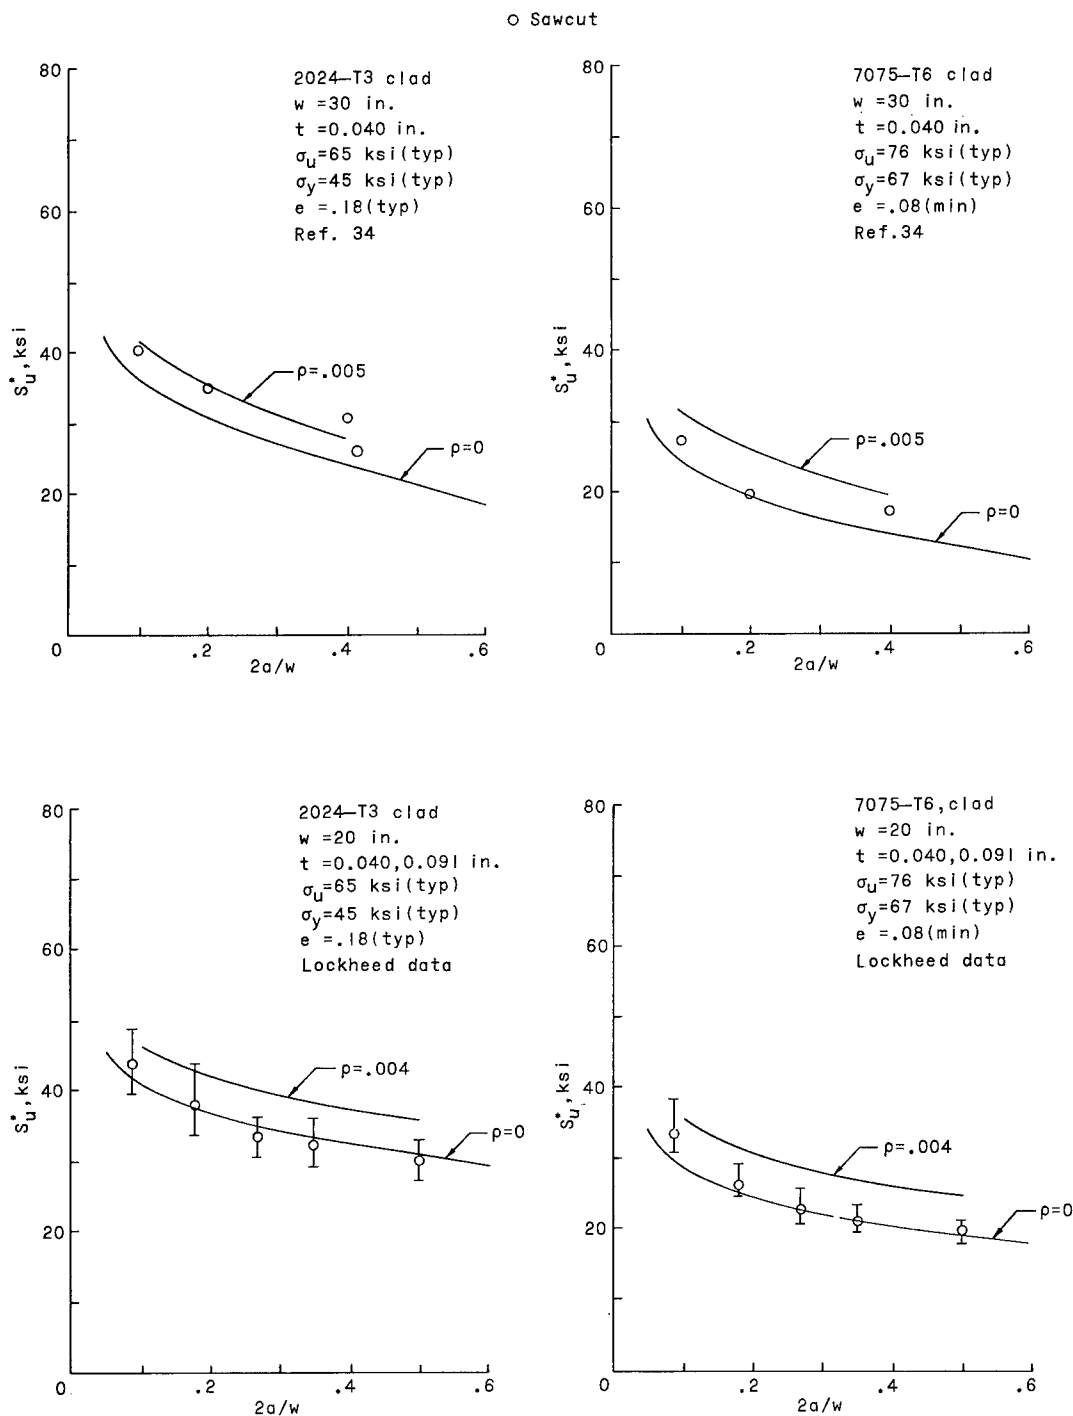 ○ Sawcut
80
60
40
20
0
.2
.4
.6
S*u, ksi
2a/w
2024–T3 clad
w =30 in.
t =0.040 in.
σu=65 ksi(typ)
σy=45 ksi(typ)
e =.18(typ)
Ref. 34
ρ=.005
ρ=0
80
60
40
20
0
.2
.4
.6
S*u, ksi
2a/w
7075–T6 clad
w =30 in.
t =0.040 in.
σu=76 ksi(typ)
σy=67 ksi(typ)
e =.08(min)
Ref.34
ρ=.005
ρ=0
80
60
40
20
0
.2
.4
.6
S*u, ksi
2a/w
2024–T3 clad
w =20 in.
t =0.040,0.091 in.
σu=65 ksi(typ)
σy=45 ksi(typ)
e =.18(typ)
Lockheed data
ρ=.004
ρ=0
80
60
40
20
0
.2
.4
.6
S*u, ksi
2a/w
7075–T6,clad
w =20 in.
t =0.040,0.091 in.
σu=76 ksi(typ)
σy=67 ksi(typ)
e =.08(min)
Lockheed data
ρ=.004
ρ=0